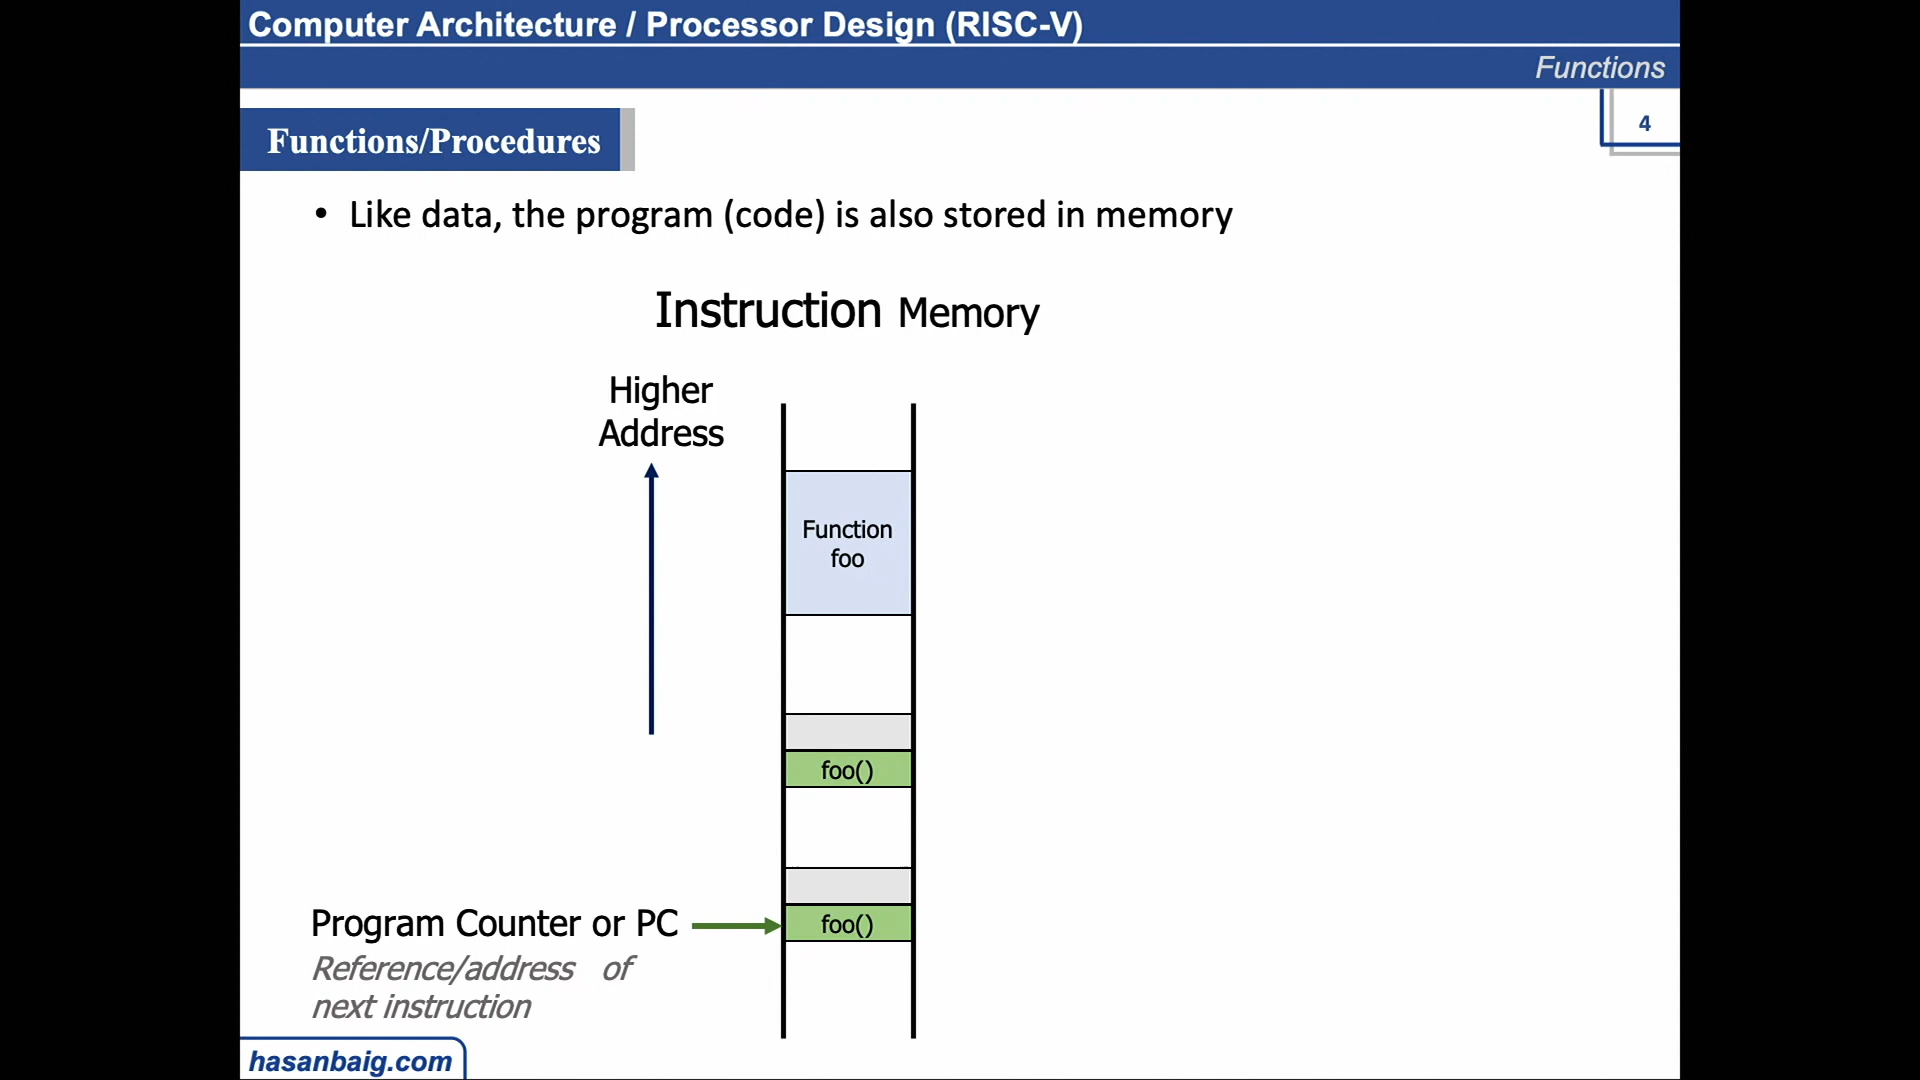 Computer Architecture / Processor Design (RISC-V)
Functions
4
Functions/Procedures
• Like data, the program (code) is also stored in memory
Instruction Memory
Higher
Address
Function
foo
foo()
Program Counter or PC
foo()
Reference/address of
next instruction
hasanbaig.com